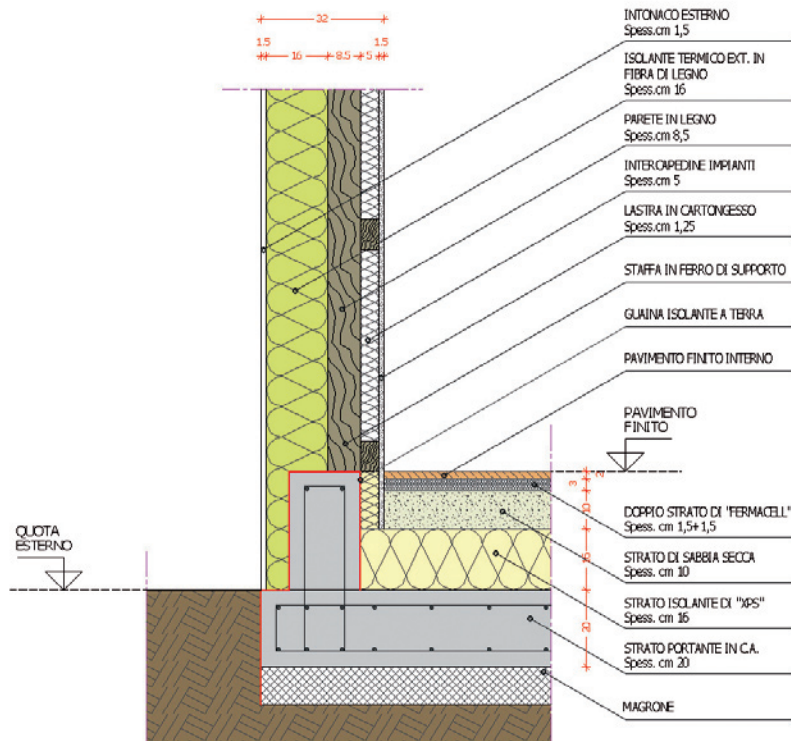 32
1.5
1.5
16
8.5
5
INTONACO ESTERNO
Spess.cm 1,5
ISOLANTE TERMICO EXT. IN
FIBRA DI LEGNO
Spess.cm 16
PARETE IN LEGNO
Spess.cm 8,5
INTERCAPEDINE IMPIANTI
Spess.cm 5
LASTRA IN CARTONGESSO
Spess.cm 1,25
STAFFA IN FERRO DI SUPPORTO
GUAINA ISOLANTE A TERRA
PAVIMENTO FINITO INTERNO
PAVIMENTO
FINITO
2
3
10
20
QUOTA
ESTERNO
DOPPIO STRATO DI "FERMACELL"
Spess. cm 1,5+1,5
STRATO DI SABBIA SECCA
Spess. cm 10
STRATO ISOLANTE DI "XPS"
Spess. cm 16
STRATO PORTANTE IN C.A.
Spess. cm 20
MAGRONE